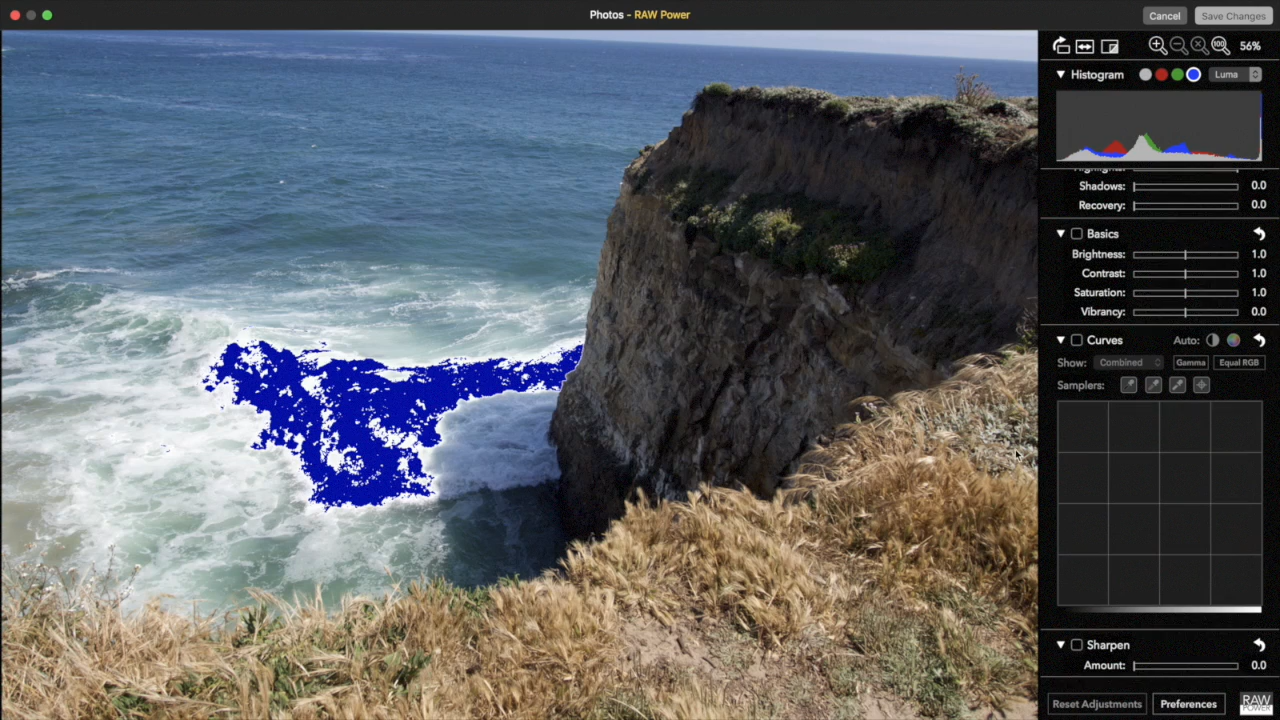 Photos - RAW Power
Cancel
Save Changes
100
56%
Histogram
Luma
Shadows: 0.0
Recovery: 0.0
Basics
Brightness: 1.0
Contrast: 1.0
Saturation: 1.0
Vibrancy: 0.0
Curves
Auto:
Show: Combined
Gamma
Equal RGB
Samplers:
Sharpen
Amount: 0.0
Reset Adjustments
Preferences
RAW
POWER